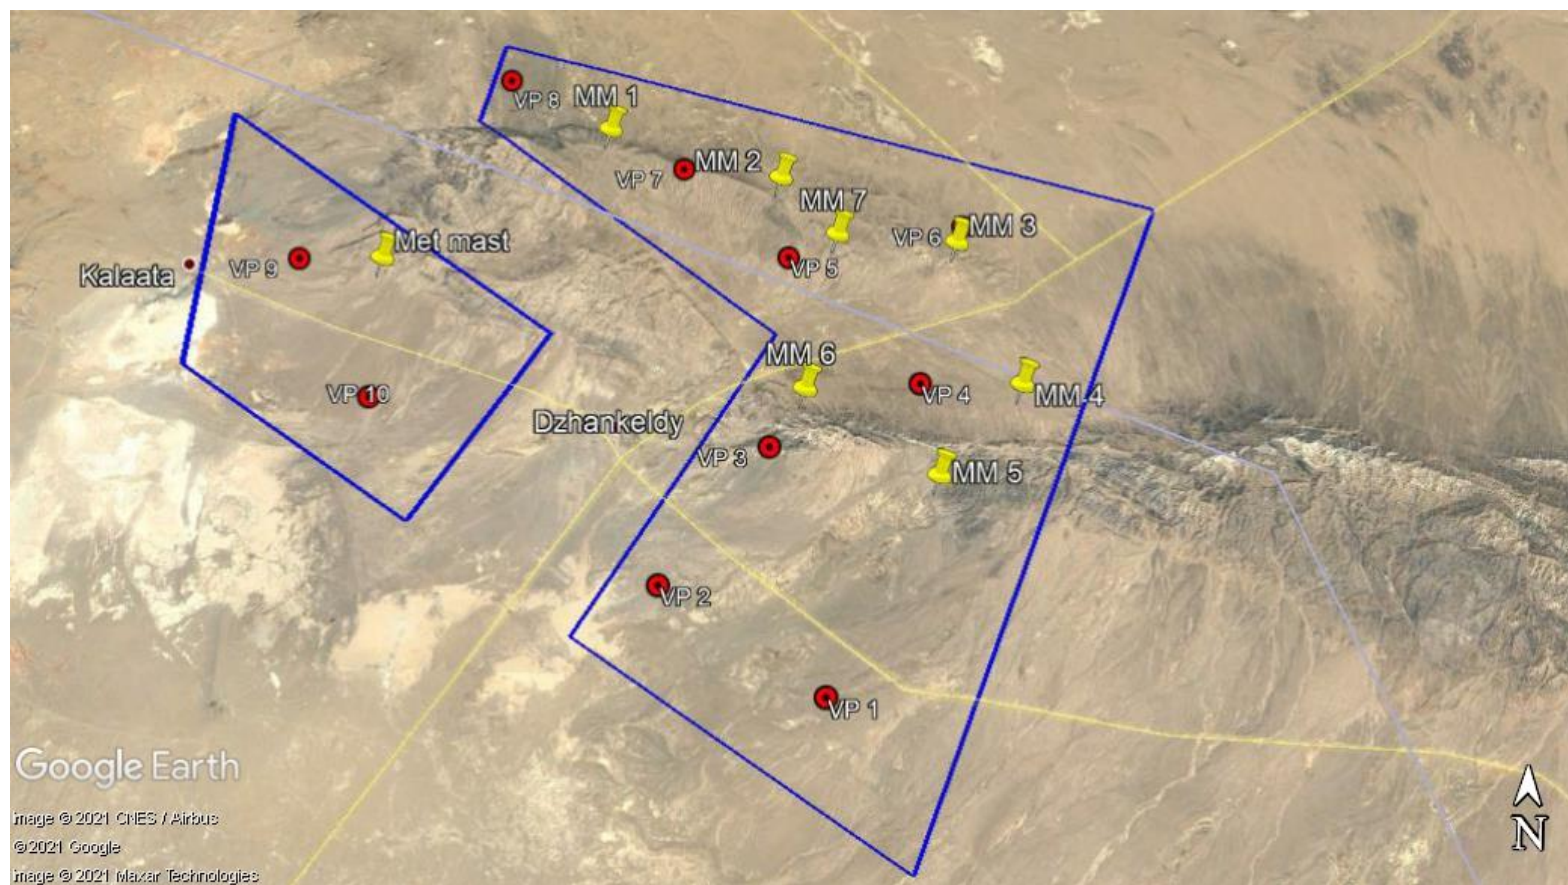 VP 8
MM 1
VP 7
MM 2
MM 7
VP 6
MM 3
Met mast
VP 9
Kalaata
VP 5
MM 6
VP 10
VP 4
MM 4
Dzhankeldy
VP 3
MM 5
VP 2
VP 1
Google Earth
Image © 2021 CNES / Airbus
© 2021 Google
Image © 2021 Maxar Technologies
N